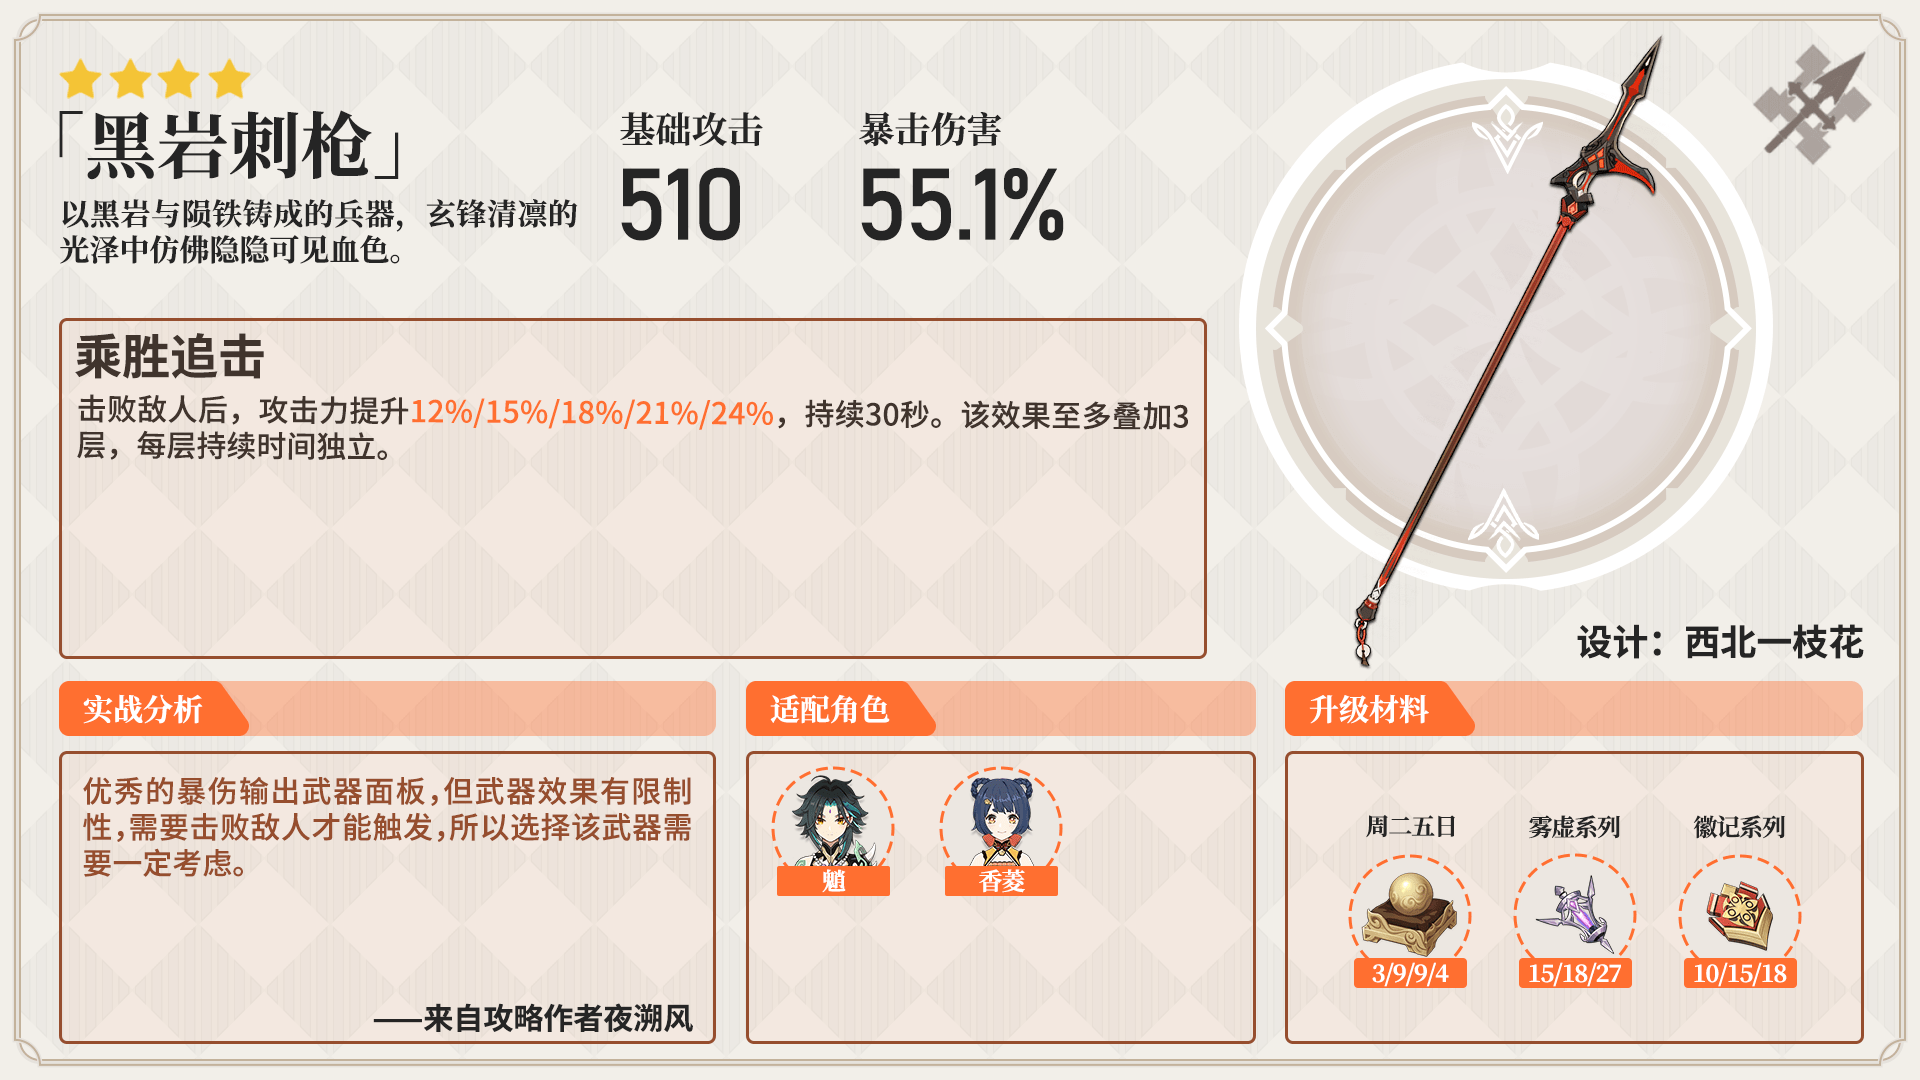 「黑岩刺枪」
以黑岩与陨铁铸成的兵器，玄锋清凛的
光泽中仿佛隐隐可见血色。
基础攻击
510
暴击伤害
55.1%
乘胜追击
击败敌人后，攻击力提升12%/15%/18%/21%/24%，持续30秒。该效果至多叠加3
层，每层持续时间独立。
设计：西北一枝花
实战分析
优秀的暴伤输出武器面板，但武器效果有限制
性，需要击败敌人才能触发，所以选择该武器需
要一定考虑。
——来自攻略作者夜溯风
适配角色
魈
香菱
升级材料
周二五日
雾虚系列
徽记系列
3/9/9/4
15/18/27
10/15/18